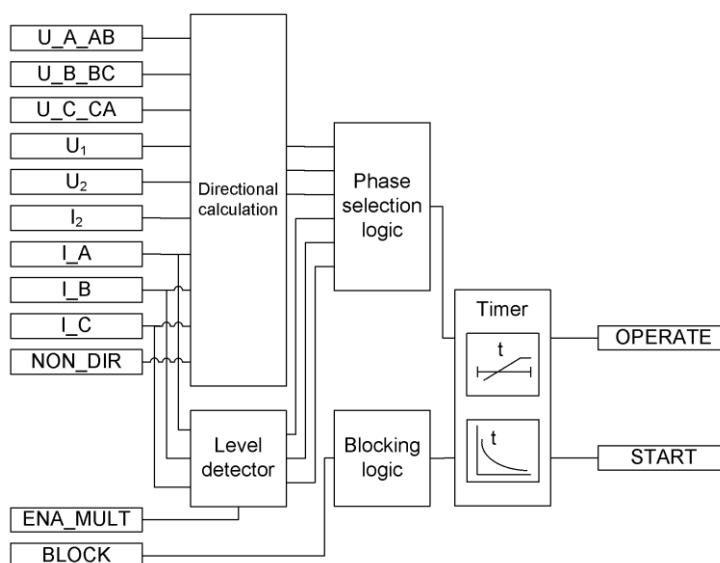 U_A_AB
U_B_BC
U_C_CA
U₁
U₂
I₂
I_A
I_B
I_C
NON_DIR
ENA_MULT
BLOCK
Directional
calculation
Level
detector
Phase
selection
logic
Blocking
logic
Timer
t
t
OPERATE
START